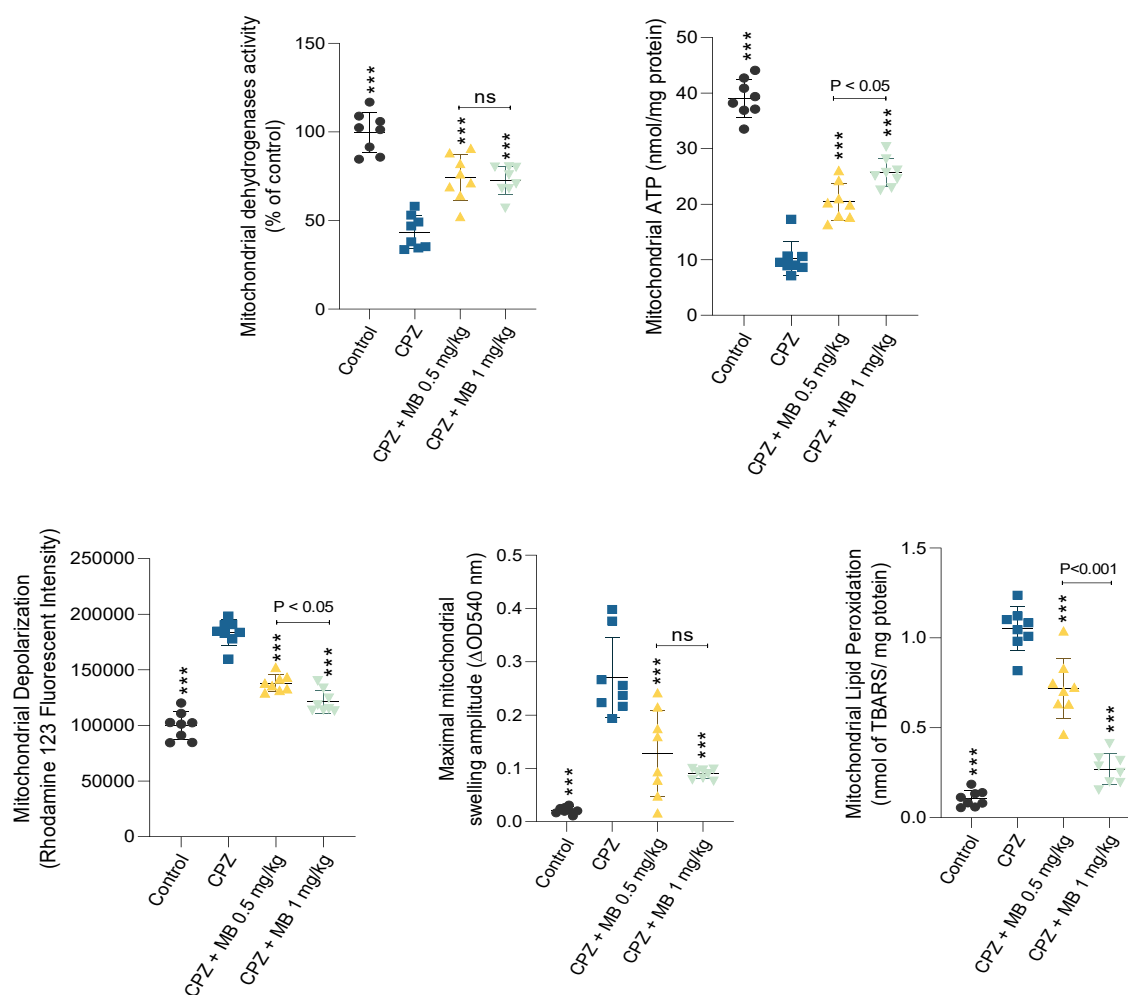 Mitochondrial dehydrogenases activity
(% of control)
150
100
50
0
***
***
***
ns
Control
CPZ
CPZ + MB 0.5 mg/kg
CPZ + MB 1 mg/kg
Mitochondrial ATP (nmol/mg protein)
50
40
30
20
10
0
***
***
***
P < 0.05
Control
CPZ
CPZ + MB 0.5 mg/kg
CPZ + MB 1 mg/kg
Mitochondrial Depolarization
(Rhodamine 123 Fluorescent Intensity)
250000
200000
150000
100000
50000
0
***
***
***
P < 0.05
Control
CPZ
CPZ + MB 0.5 mg/kg
CPZ + MB 1 mg/kg
Maximal mitochondrial
swelling amplitude (ΔOD540 nm)
0.5
0.4
0.3
0.2
0.1
0.0
***
***
***
ns
Control
CPZ
CPZ + MB 0.5 mg/kg
CPZ + MB 1 mg/kg
Mitochondrial Lipid Peroxidation
(nmol of TBARS/ mg ptotein)
1.5
1.0
0.5
0.0
***
***
***
P<0.001
Control
CPZ
CPZ + MB 0.5 mg/kg
CPZ + MB 1 mg/kg